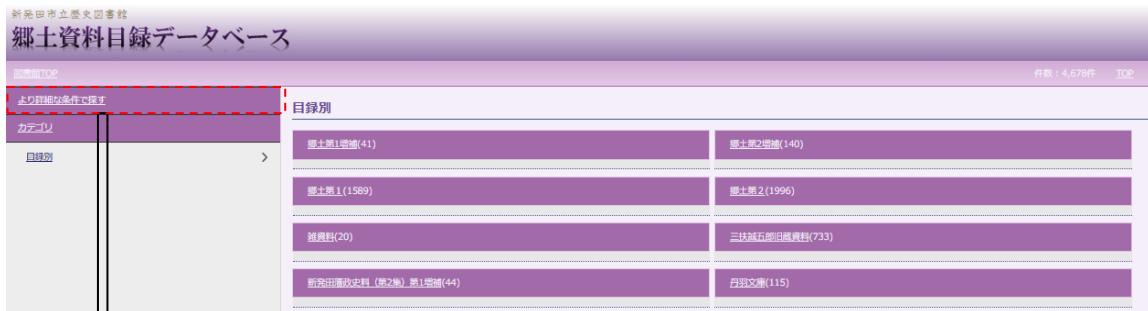 新発田市立歴史図書館
郷土資料目録データベース
図書館TOP
件数：4,678件 TOP
より詳細な条件で探す
カテゴリ
目録別
目録別
郷土第1増補(41)
郷土第2増補(140)
郷土第１(1589)
郷土第２(1996)
雑資料(20)
三扶誠五郎旧蔵資料(733)
新発田藩政史料（第2集）第1増補(44)
丹羽文庫(115)